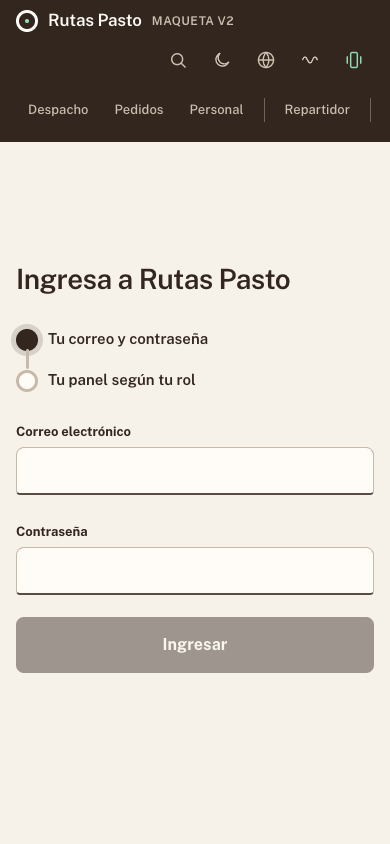 Rutas Pasto MAQUETA V2
Despacho Pedidos Personal Repartidor
Ingresa a Rutas Pasto
Tu correo y contraseña
Tu panel según tu rol
Correo electrónico
Contraseña
Ingresar